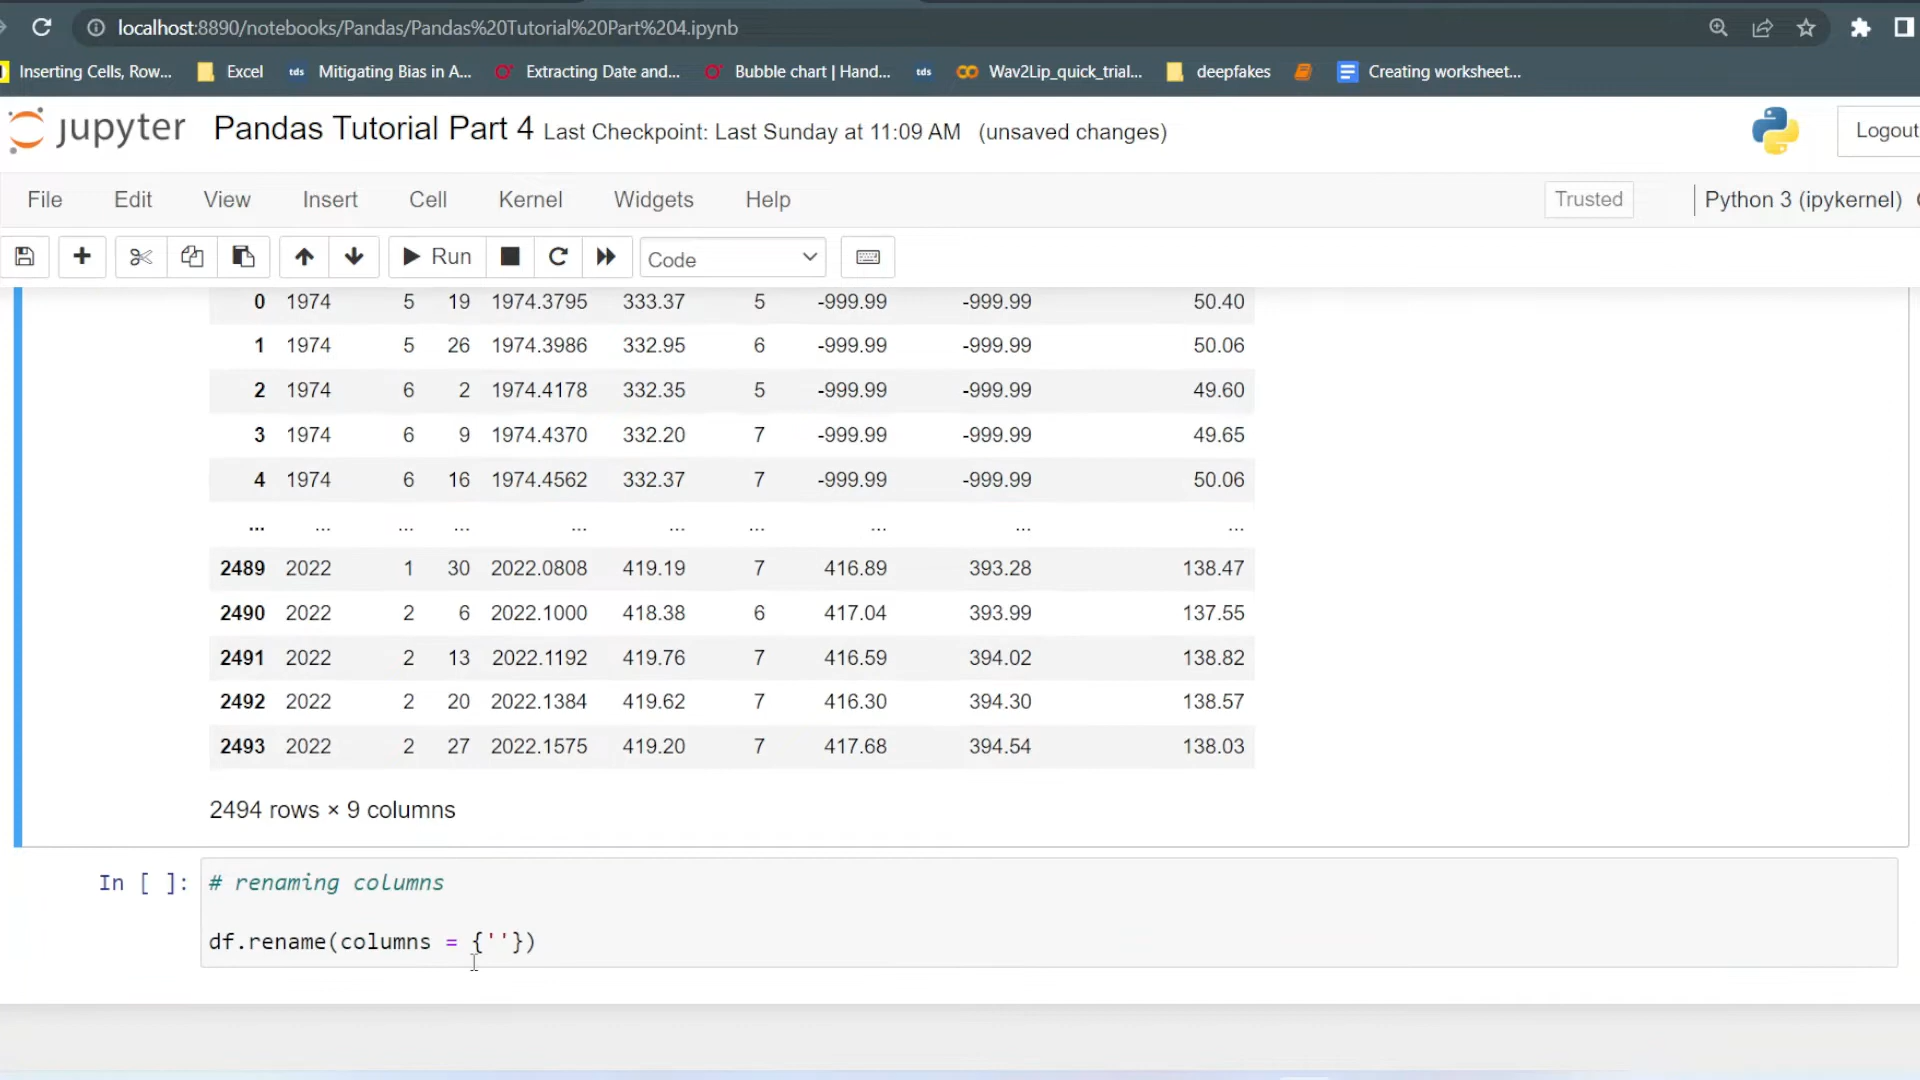 localhost:8890/notebooks/Pandas/Pandas%20Tutorial%20Part%204.ipynb
Inserting Cells, Row... Excel tds Mitigating Bias in A... Extracting Date and... Bubble chart | Hand... tds Wav2Lip_quick_trial... deepfakes Creating worksheet...
jupyter Pandas Tutorial Part 4 Last Checkpoint: Last Sunday at 11:09 AM (unsaved changes) Logout
File Edit View Insert Cell Kernel Widgets Help Trusted Python 3 (ipykernel)
Run Code
0 1974 5 19 1974.3795 333.37 5 -999.99 -999.99 50.40
1 1974 5 26 1974.3986 332.95 6 -999.99 -999.99 50.06
2 1974 6 2 1974.4178 332.35 5 -999.99 -999.99 49.60
3 1974 6 9 1974.4370 332.20 7 -999.99 -999.99 49.65
4 1974 6 16 1974.4562 332.37 7 -999.99 -999.99 50.06
... ... ... ... ... ... ... ... ... ...
2489 2022 1 30 2022.0808 419.19 7 416.89 393.28 138.47
2490 2022 2 6 2022.1000 418.38 6 417.04 393.99 137.55
2491 2022 2 13 2022.1192 419.76 7 416.59 394.02 138.82
2492 2022 2 20 2022.1384 419.62 7 416.30 394.30 138.57
2493 2022 2 27 2022.1575 419.20 7 417.68 394.54 138.03
2494 rows × 9 columns
In [ ]: # renaming columns
df.rename(columns = {''})